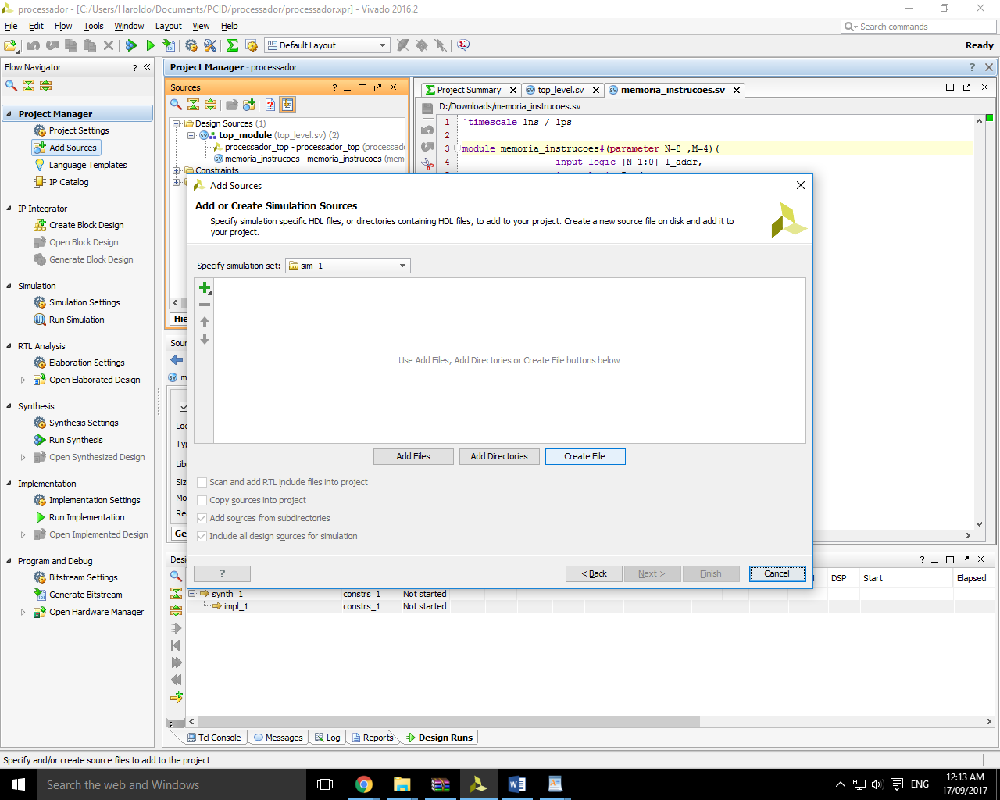 processador - [C:/Users/Haroldo/Documents/PCID/processador/processador.xpr] - Vivado 2016.2
File Edit Flow Tools Window Layout View Help
Search commands
Default Layout
Ready
Flow Navigator
Project Manager - processador
Sources
Project Summary
top_level.sv
memoria_instrucoes.sv
D:/Downloads/memoria_instrucoes.sv
Project Manager
Project Settings
Add Sources
Language Templates
IP Catalog
IP Integrator
Create Block Design
Open Block Design
Generate Block Design
Simulation
Simulation Settings
Run Simulation
RTL Analysis
Elaboration Settings
Open Elaborated Design
Synthesis
Synthesis Settings
Run Synthesis
Open Synthesized Design
Implementation
Implementation Settings
Run Implementation
Open Implemented Design
Program and Debug
Bitstream Settings
Generate Bitstream
Open Hardware Manager
Design Sources (1)
top_module (top_level.sv) (2)
processador_top - processador_top (processac
memoria_instrucoes - memoria_instrucoes (mem
Constraints
1 `timescale 1ns / 1ps
2
3 module memoria_instrucoes#(parameter N=8 ,M=4)(
4 input logic [N-1:0] I_addr,
Add Sources
Add or Create Simulation Sources
Specify simulation specific HDL files, or directories containing HDL files, to add to your project. Create a new source file on disk and add it to
your project.
Specify simulation set: sim_1
Use Add Files, Add Directories or Create File buttons below
Add Files
Add Directories
Create File
Scan and add RTL include files into project
Copy sources into project
Add sources from subdirectories
Include all design sources for simulation
?
< Back
Next >
Finish
Cancel
Hie
Sour
m
Loc
Typ
Lib
Siz
Mo
Re
Ge
Desi
DSP
Start
Elapsed
synth_1 constrs_1 Not started
impl_1 constrs_1 Not started
Tcl Console
Messages
Log
Reports
Design Runs
Specify and/or create source files to add to the project
Search the web and Windows
ENG
12:13 AM
17/09/2017